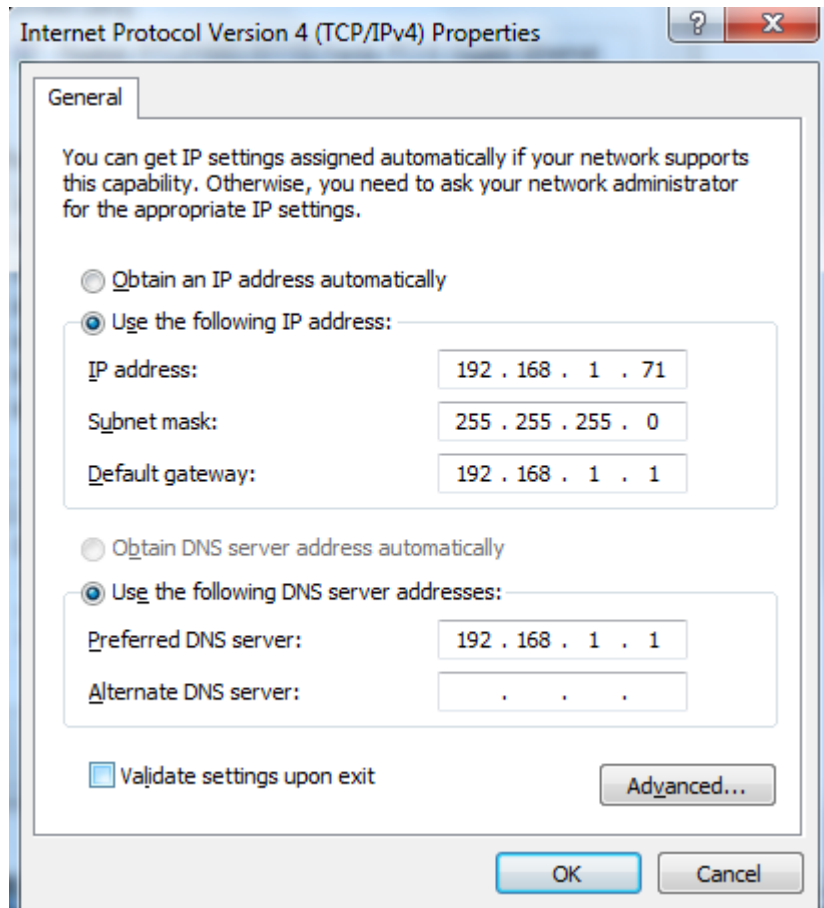 Internet Protocol Version 4 (TCP/IPv4) Properties
?
General
You can get IP settings assigned automatically if your network supports
this capability. Otherwise, you need to ask your network administrator
for the appropriate IP settings.
Obtain an IP address automatically
Use the following IP address:
IP address: 192 . 168 . 1 . 71
Subnet mask: 255 . 255 . 255 . 0
Default gateway: 192 . 168 . 1 . 1
Obtain DNS server address automatically
Use the following DNS server addresses:
Preferred DNS server: 192 . 168 . 1 . 1
Alternate DNS server: . . .
Validate settings upon exit
Advanced...
OK Cancel